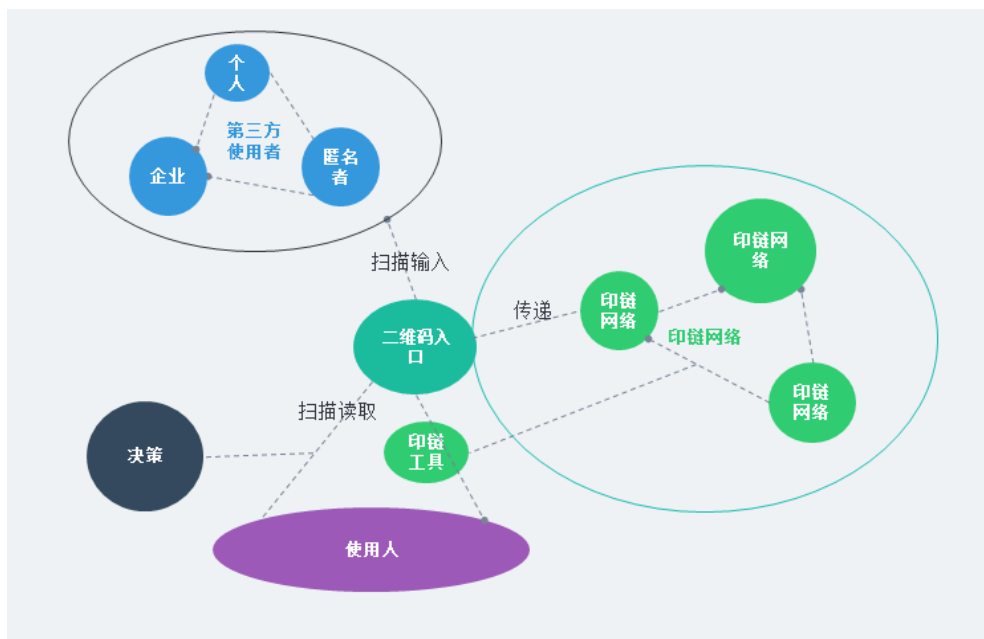 个
人
第三方
使用者
企业
匿名
者
扫描输入
印链网
络
印链
网络
传递
二维码入
口
印链网络
印链
网络
扫描读取
印链
工具
决策
使用人